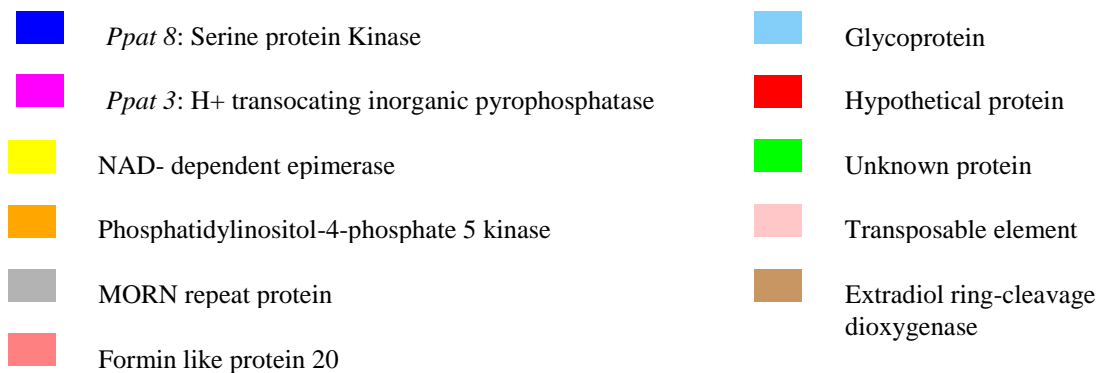 Ppat 8: Serine protein Kinase
Ppat 3: H+ transocating inorganic pyrophosphatase
NAD- dependent epimerase
Phosphatidylinositol-4-phosphate 5 kinase
MORN repeat protein
Formin like protein 20
Glycoprotein
Hypothetical protein
Unknown protein
Transposable element
Extradiol ring-cleavage
dioxygenase